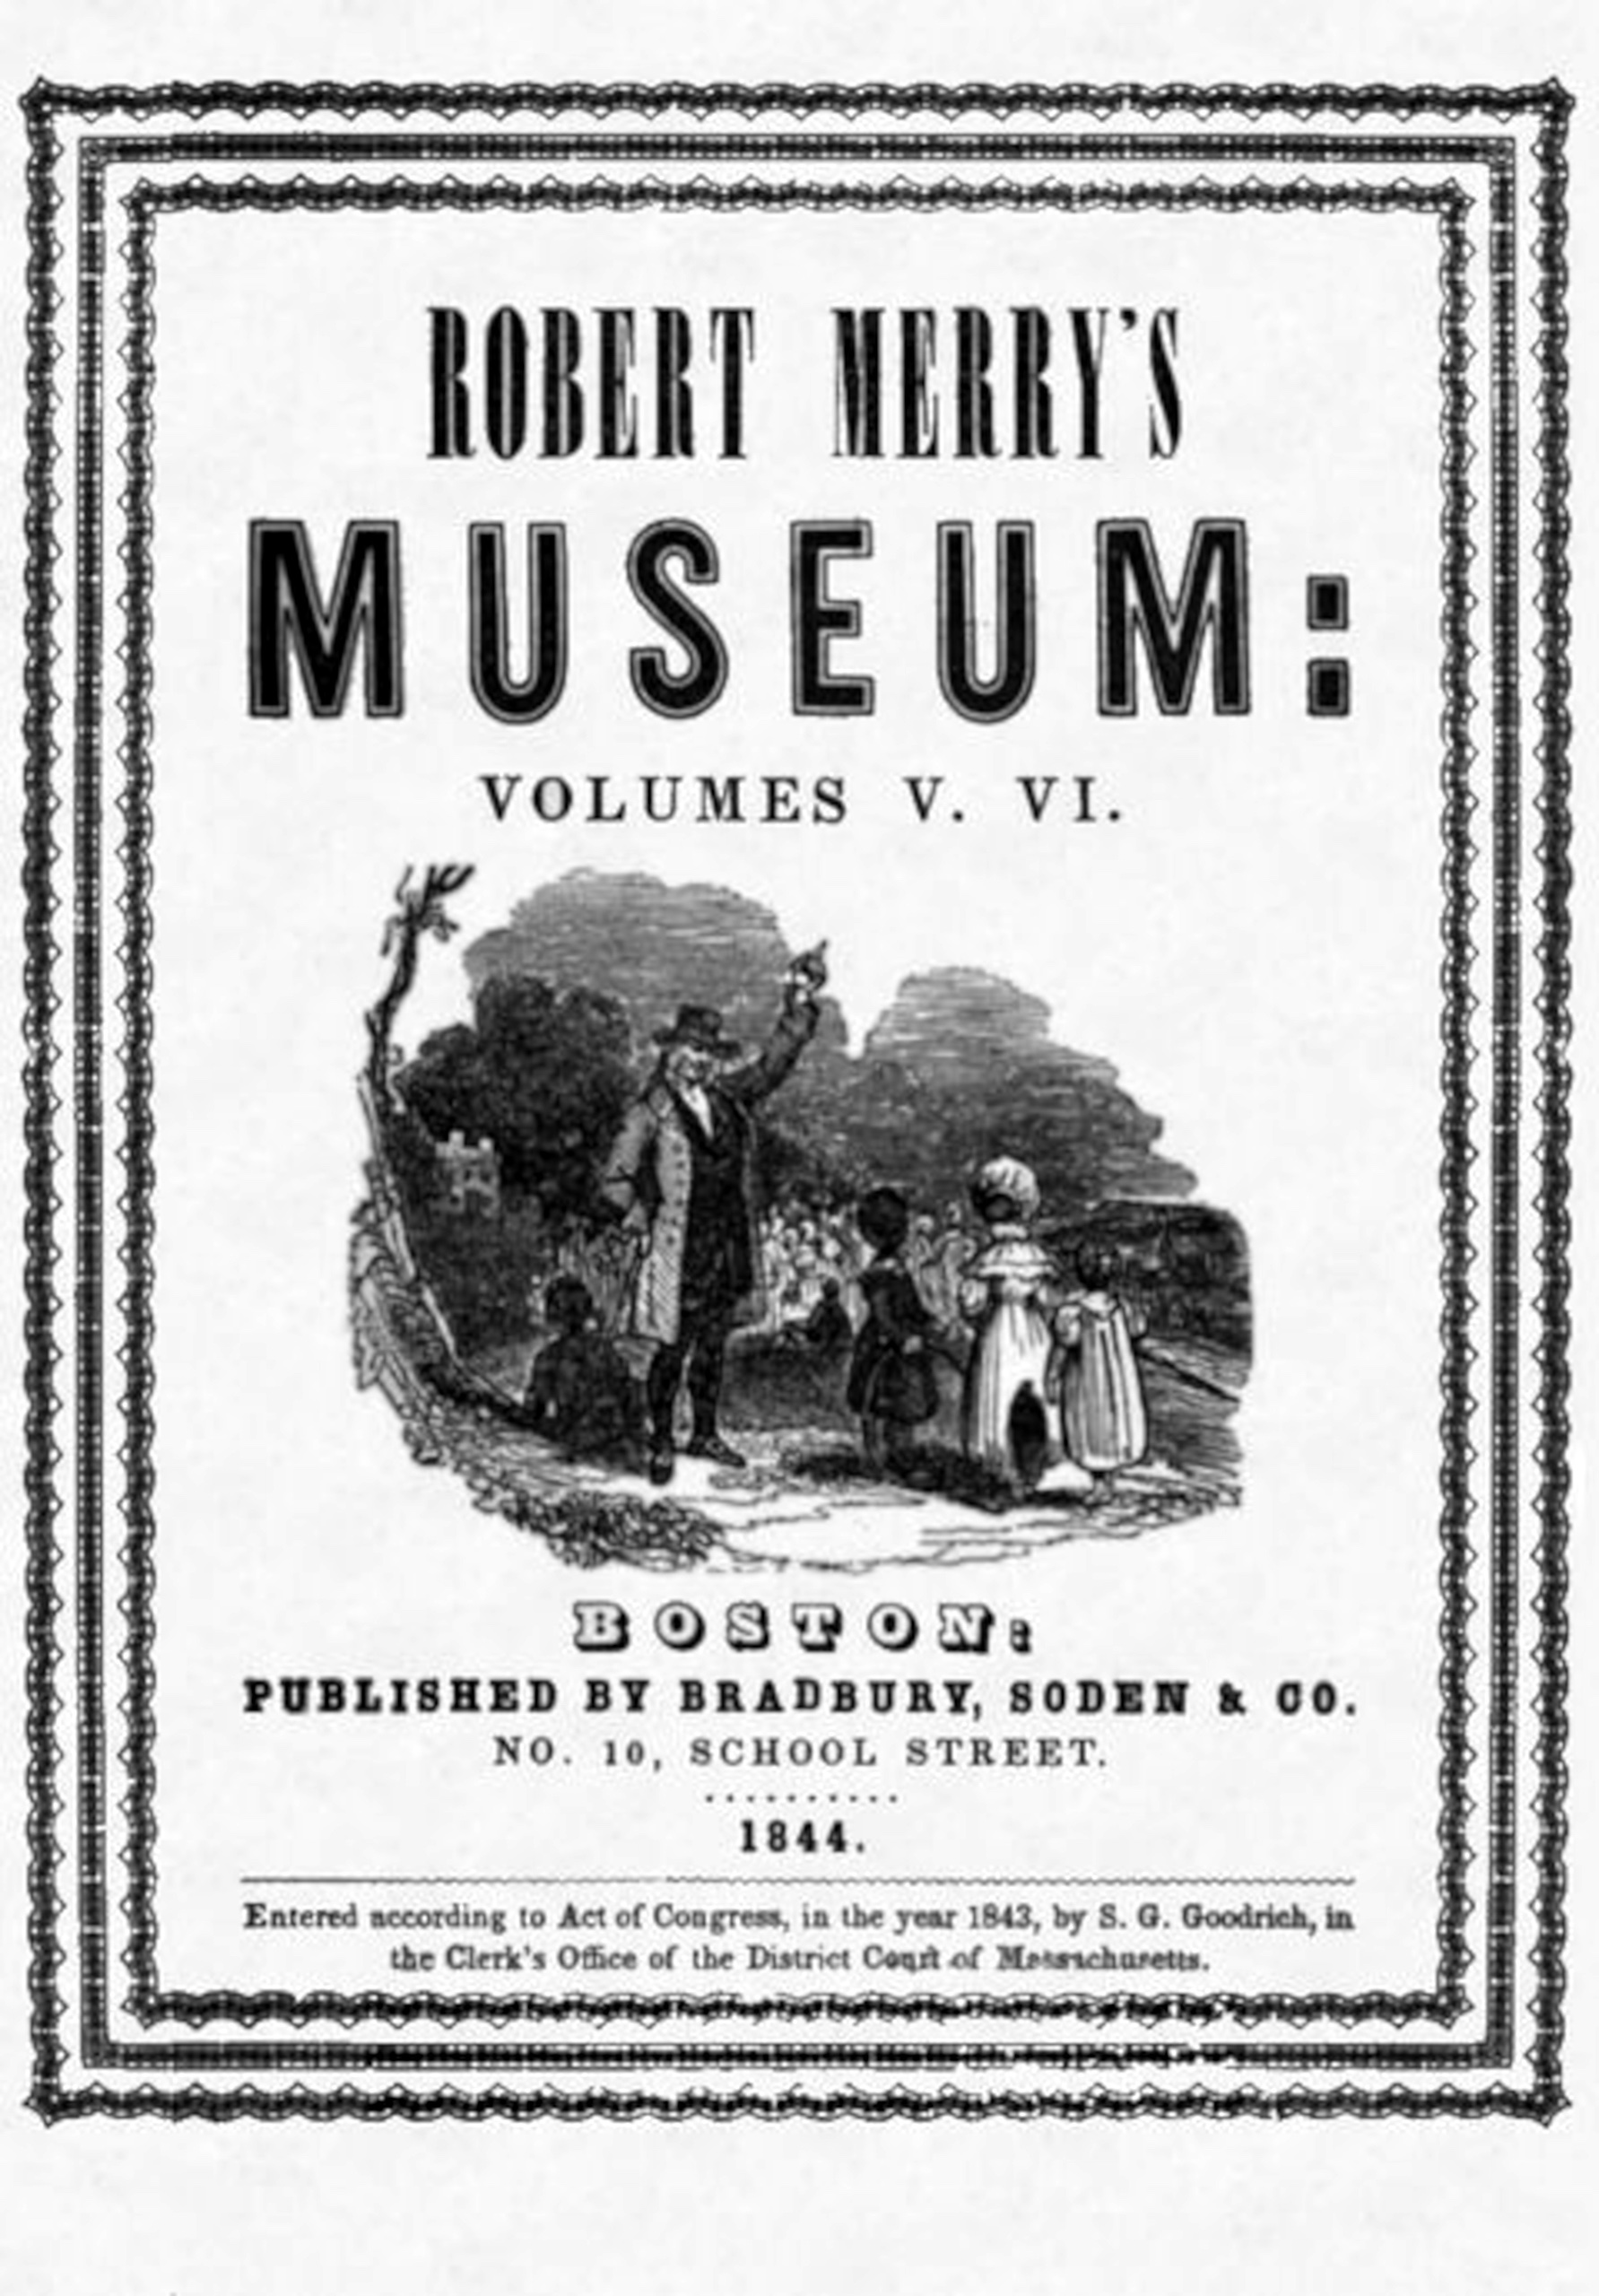 ROBERT MERRY'S
MUSEUM:
VOLUMES V. VI.
BOSTON:
PUBLISHED BY BRADBURY, SODEN & CO.
NO. 10, SCHOOL STREET.
..........
1844.
Entered according to Act of Congress, in the year 1843, by S. G. Goodrich, in
the Clerk's Office of the District Court of Massachusetts.